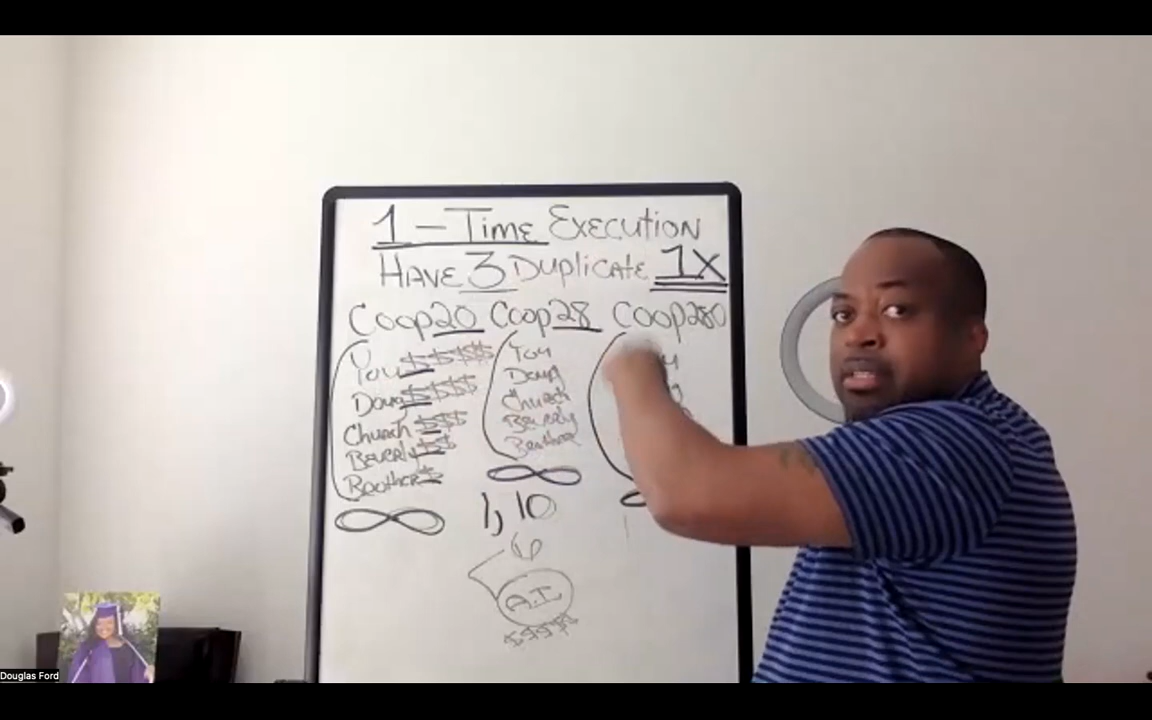 1 - Time Execution
Have 3 Duplicate 1X
Coop20 Coop28 Coop280
You $$$$$ You
Doug $$$$$ Doug
Church $$$$ Church
Beverly $$$ Beverly
Brother $ Brother
1, 10
A.I.
Douglas Ford